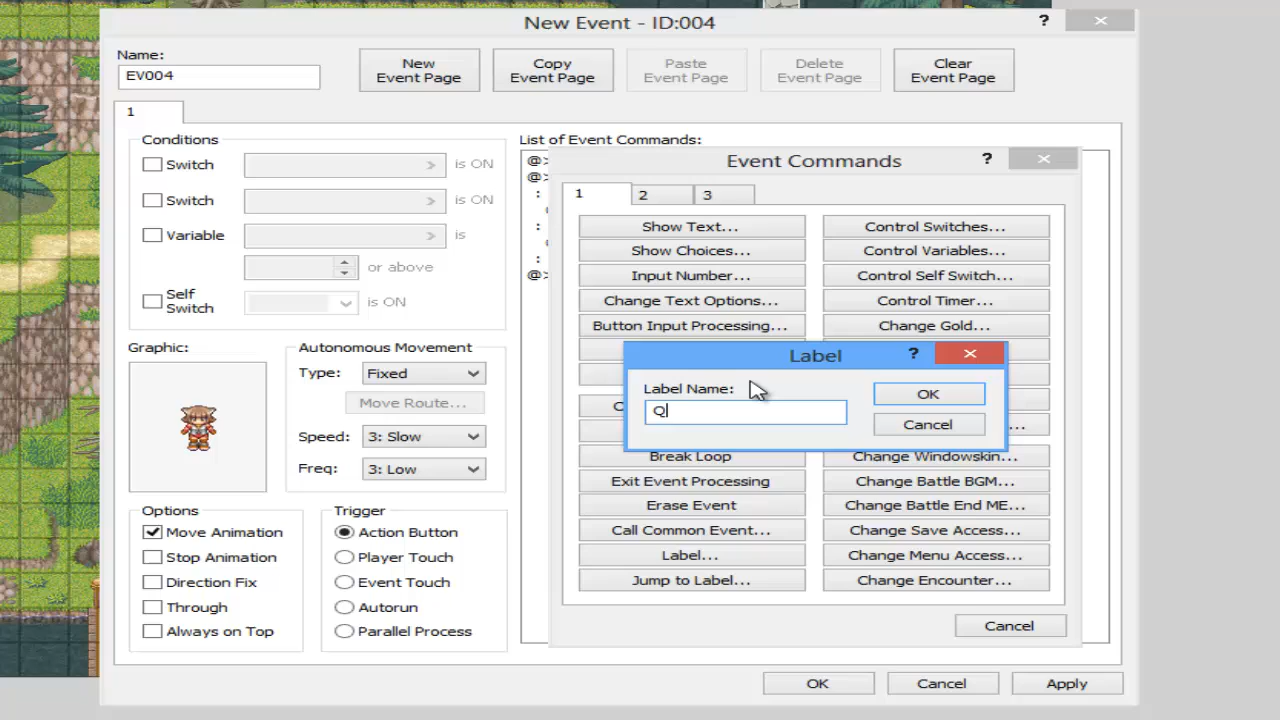 New Event - ID:004
?
Name:
EV004
New Event Page
Copy Event Page
Paste Event Page
Delete Event Page
Clear Event Page
1
Conditions
Switch
is ON
Switch
is ON
Variable
is
or above
Self Switch
is ON
Graphic:
Autonomous Movement
Type:
Fixed
Move Route...
Speed:
3: Slow
Freq:
3: Low
Options
Move Animation
Stop Animation
Direction Fix
Through
Always on Top
Trigger
Action Button
Player Touch
Event Touch
Autorun
Parallel Process
List of Event Commands:
@>
@>
:
:
:
@>
Event Commands
?
1
2
3
Show Text...
Show Choices...
Input Number...
Change Text Options...
Button Input Processing...
Break Loop
Exit Event Processing
Erase Event
Call Common Event...
Label...
Jump to Label...
Control Switches...
Control Variables...
Control Self Switch...
Control Timer...
Change Gold...
Change Windowskin...
Change Battle BGM...
Change Battle End ME...
Change Save Access...
Change Menu Access...
Change Encounter...
Cancel
Label
?
Label Name:
Q
OK
Cancel
OK
Cancel
Apply